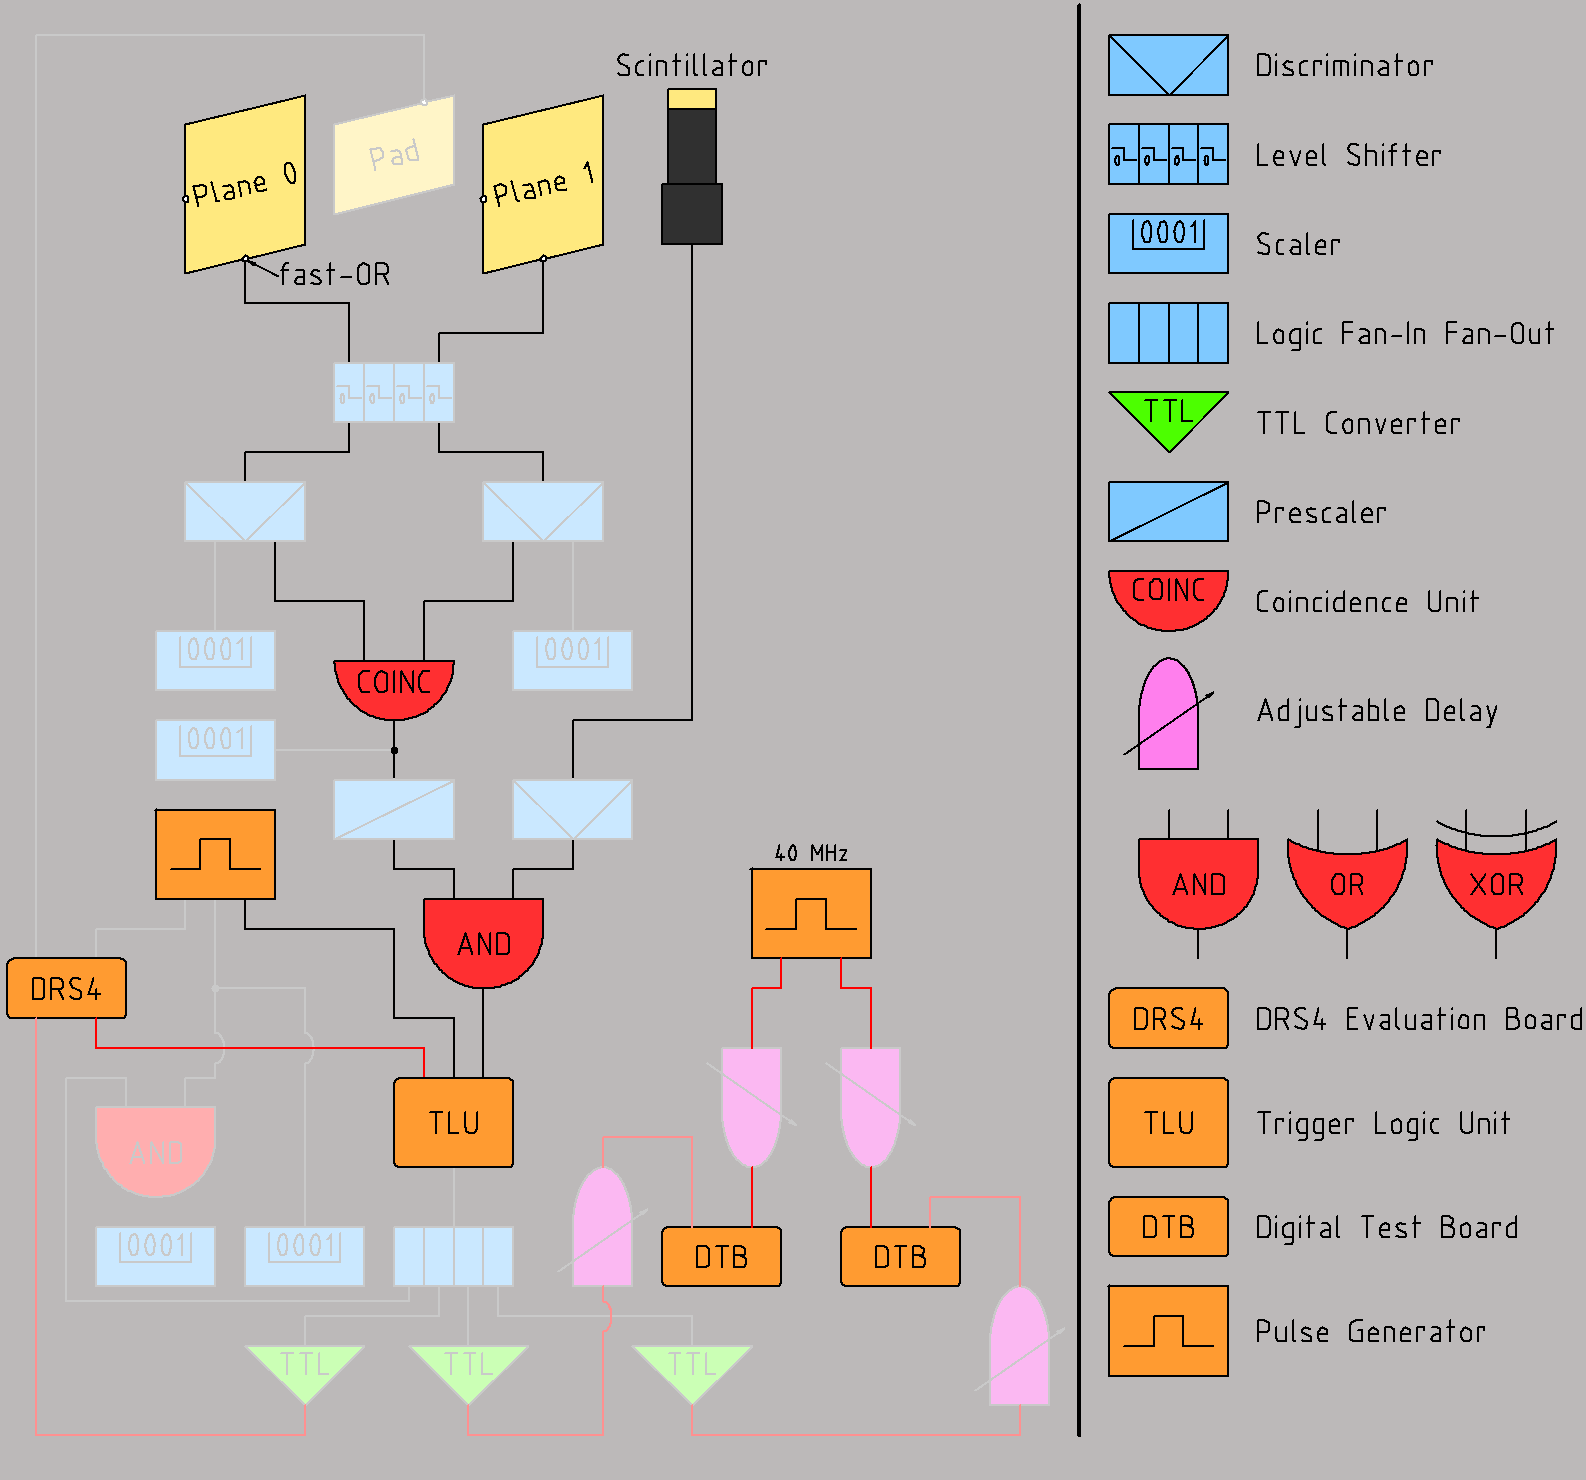 Scintillator
Plane 0
Pad
Plane 1
fast-OR
0001
0001
COINC
0001
40 MHz
AND
DRS4
TLU
AND
0001
0001
DTB
DTB
TTL
TTL
TTL
Discriminator
Level Shifter
0001
Scaler
Logic Fan-In Fan-Out
TTL
TTL Converter
Prescaler
COINC
Coincidence Unit
Adjustable Delay
AND
OR
XOR
DRS4
DRS4 Evaluation Board
TLU
Trigger Logic Unit
DTB
Digital Test Board
Pulse Generator